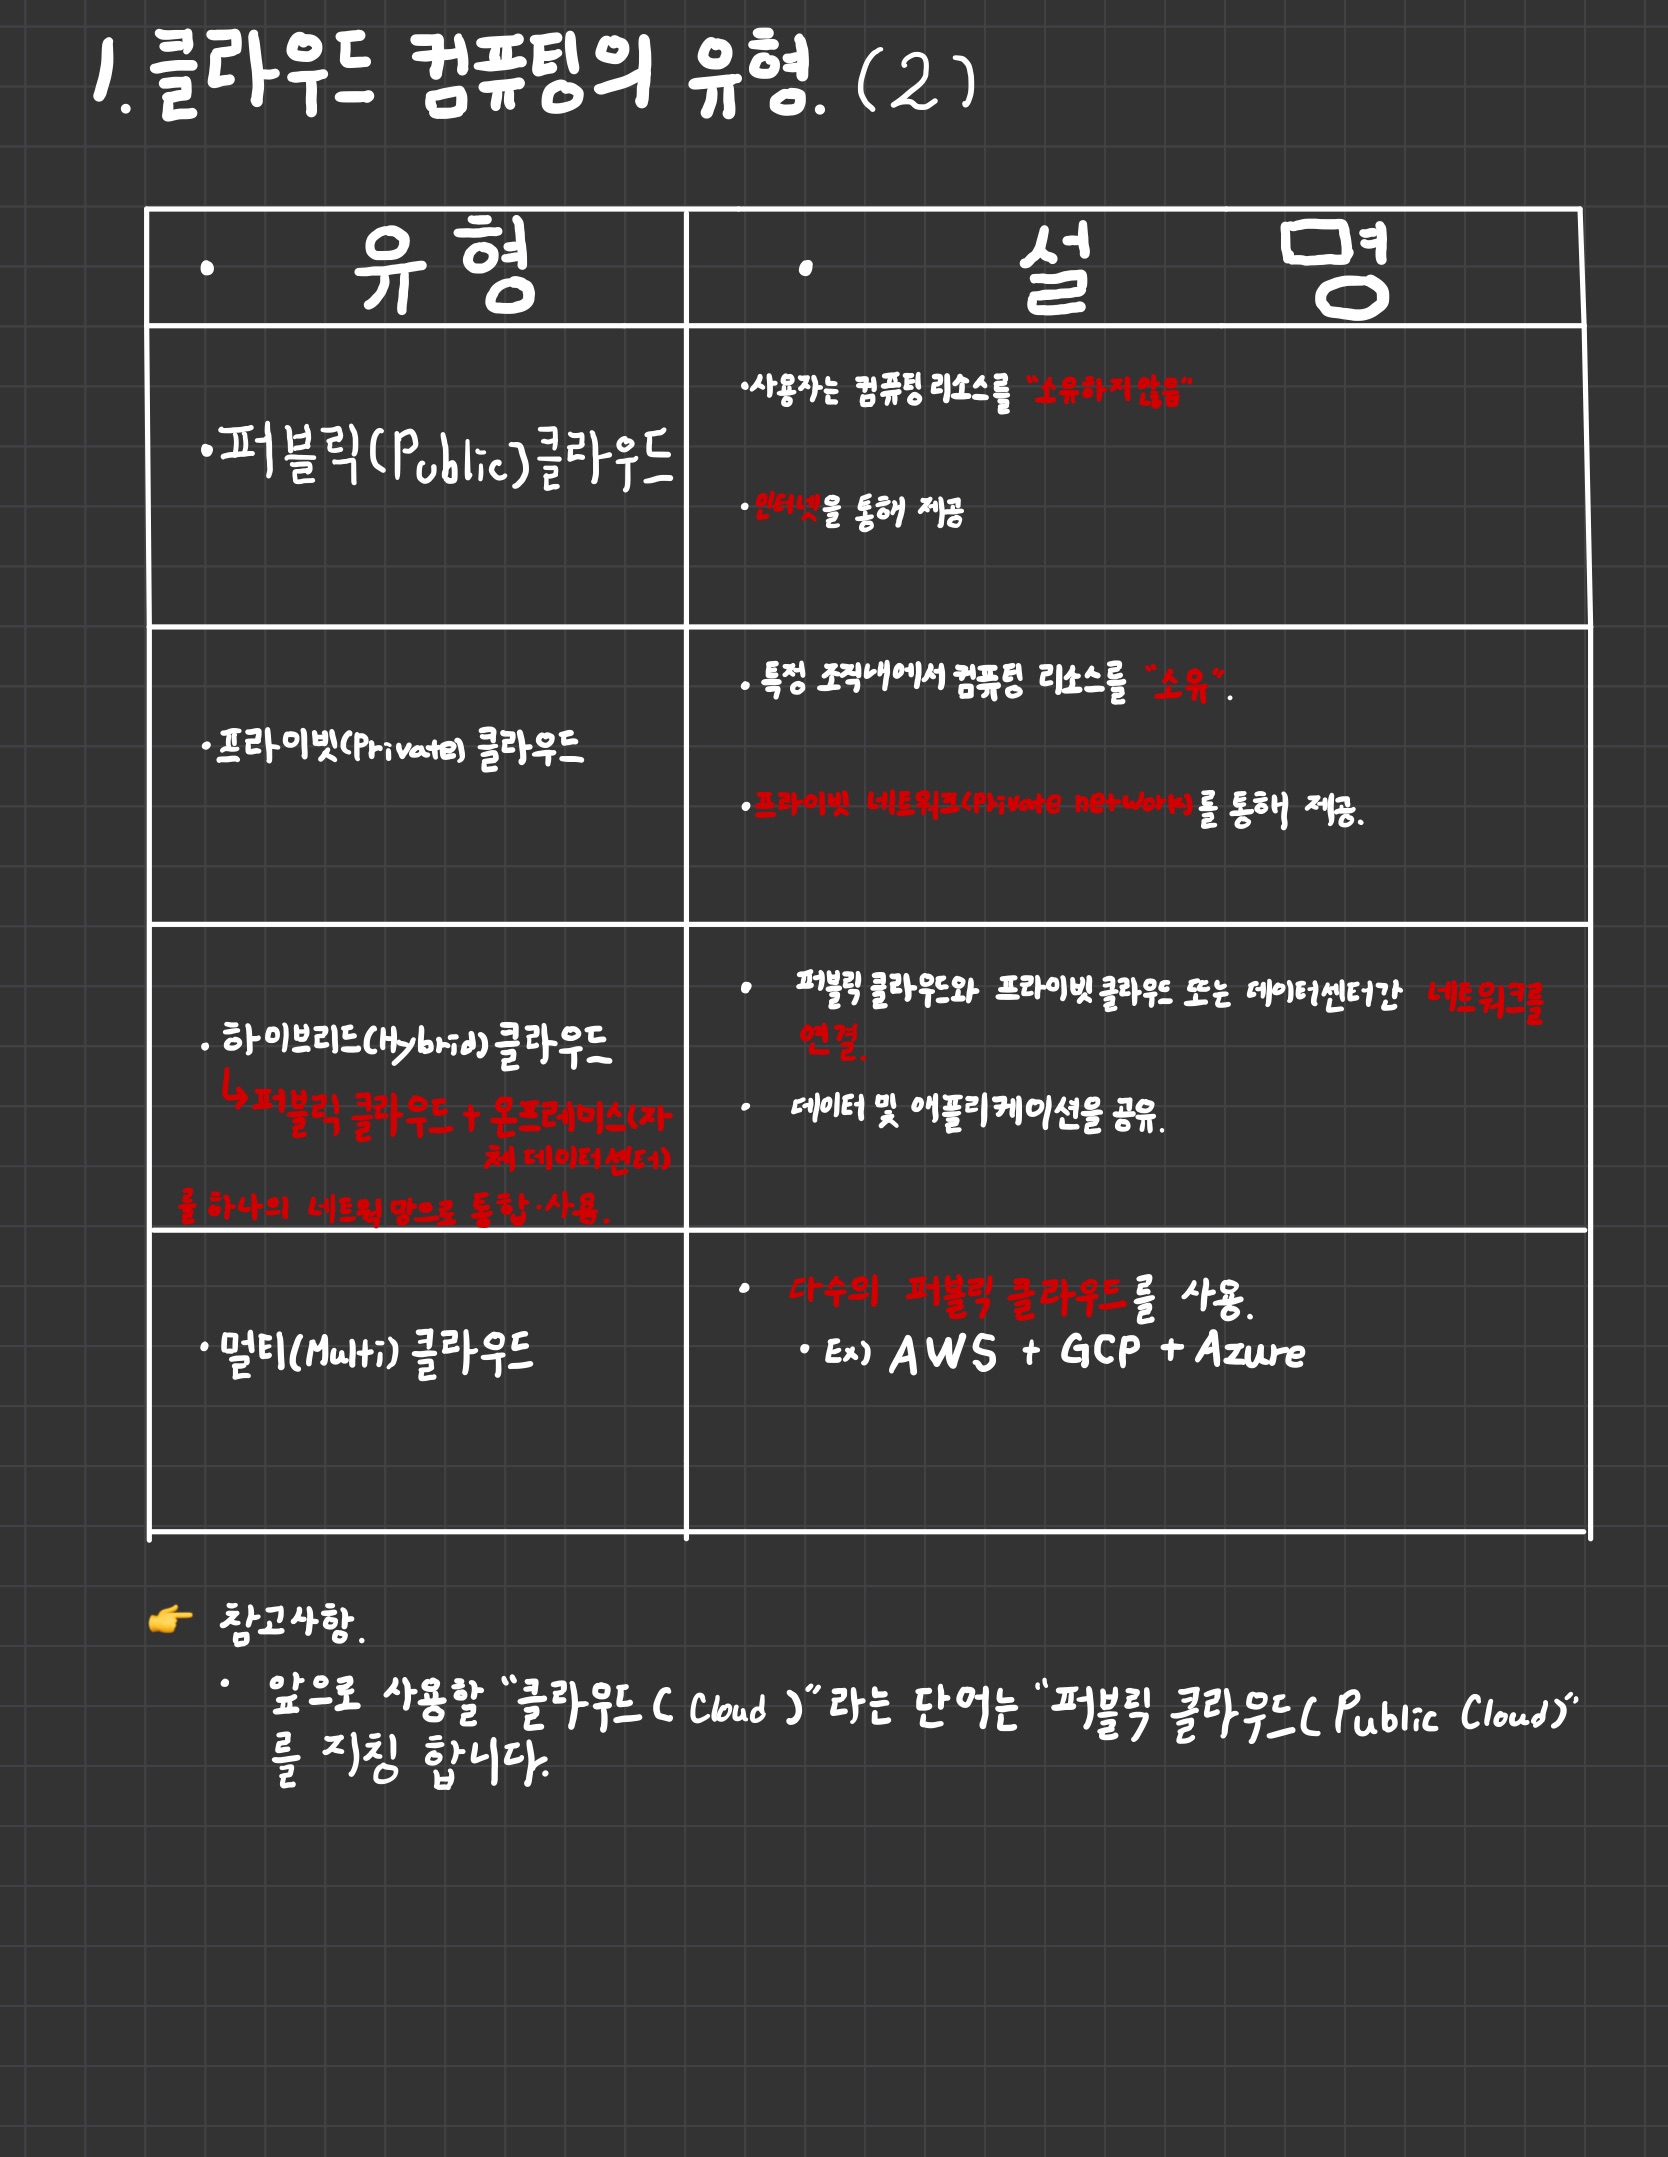 1. 클라우드 컴퓨팅의 유형. (2)
· 유형
· 설명
· 퍼블릭(Public)클라우드
· 사용자는 컴퓨팅 리소스를 "소유하지 않음"
· 인터넷을 통해 제공
· 프라이빗(Private) 클라우드
· 특정 조직내에서 컴퓨팅 리소스를 "소유".
· 프라이빗 네트워크(Private network)를 통해 제공.
· 하이브리드(Hybrid) 클라우드
↳ 퍼블릭 클라우드 + 온프레미스(자
체 데이터센터)
를 하나의 네트웍 망으로 통합·사용.
· 퍼블릭 클라우드와 프라이빗 클라우드 또는 데이터센터간 네트워크를
연결.
· 데이터 및 애플리케이션을 공유.
· 멀티(Multi) 클라우드
· 다수의 퍼블릭 클라우드를 사용.
· Ex) AWS + GCP + Azure
👉 참고사항.
· 앞으로 사용할 "클라우드( Cloud )"라는 단어는 "퍼블릭 클라우드( Public Cloud)"
를 지칭 합니다.